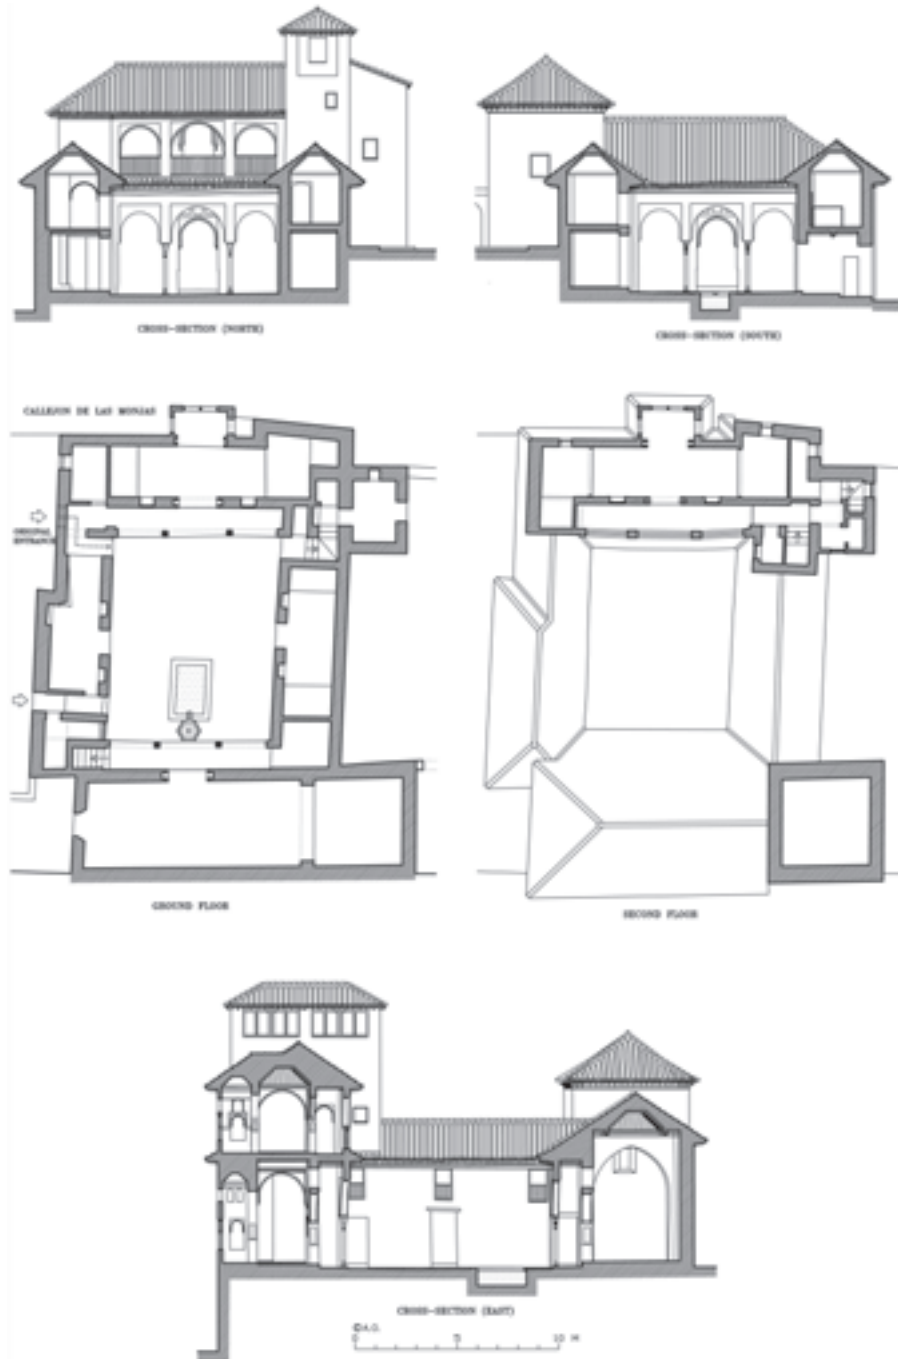 CROSS-SECTION (NORTH)
CROSS-SECTION (SOUTH)
CALLEJON DE LAS MONJAS
ORIGINAL
ENTRANCE
GROUND FLOOR
SECOND FLOOR
CROSS-SECTION (EAST)
©A.O.
0 5 10 M